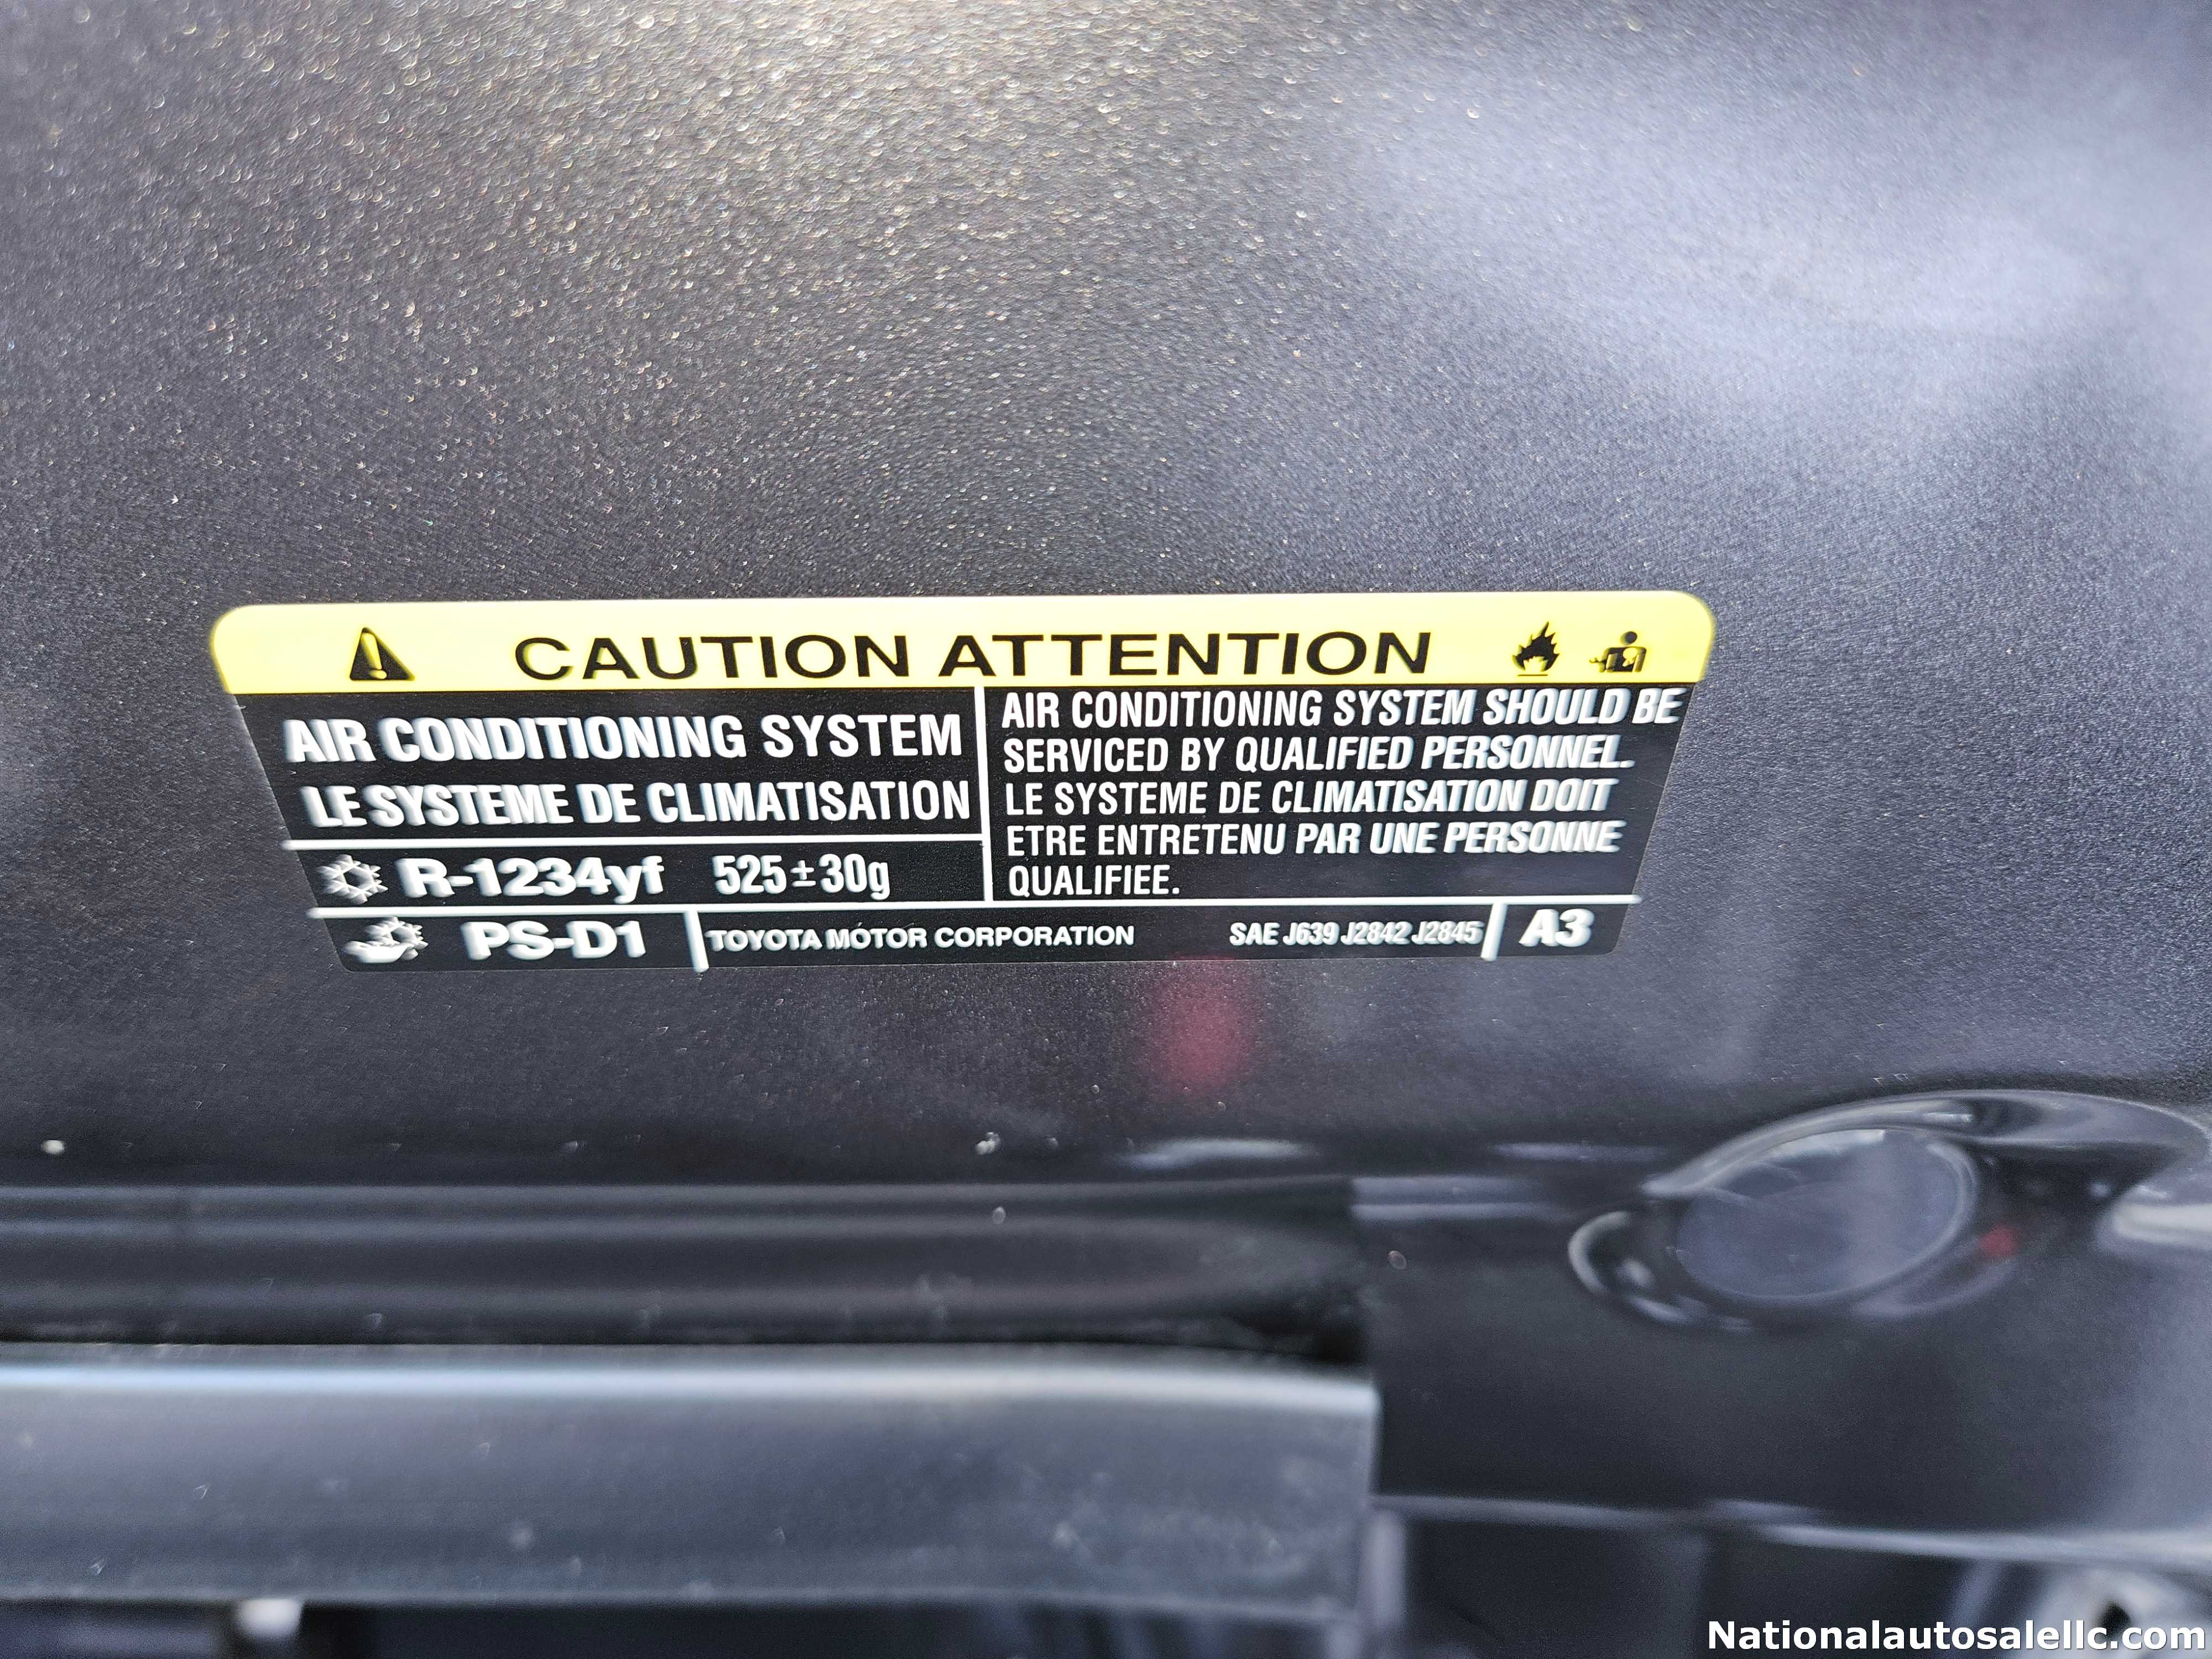 CAUTION ATTENTION
AIR CONDITIONING SYSTEM
LE SYSTEME DE CLIMATISATION
R-1234yf 525±30g
AIR CONDITIONING SYSTEM SHOULD BE
SERVICED BY QUALIFIED PERSONNEL.
LE SYSTEME DE CLIMATISATION DOIT
ETRE ENTRETENU PAR UNE PERSONNE
QUALIFIEE.
PS-D1 TOYOTA MOTOR CORPORATION SAE J639 J2842 J2845 A3
Nationalautosalellc.com